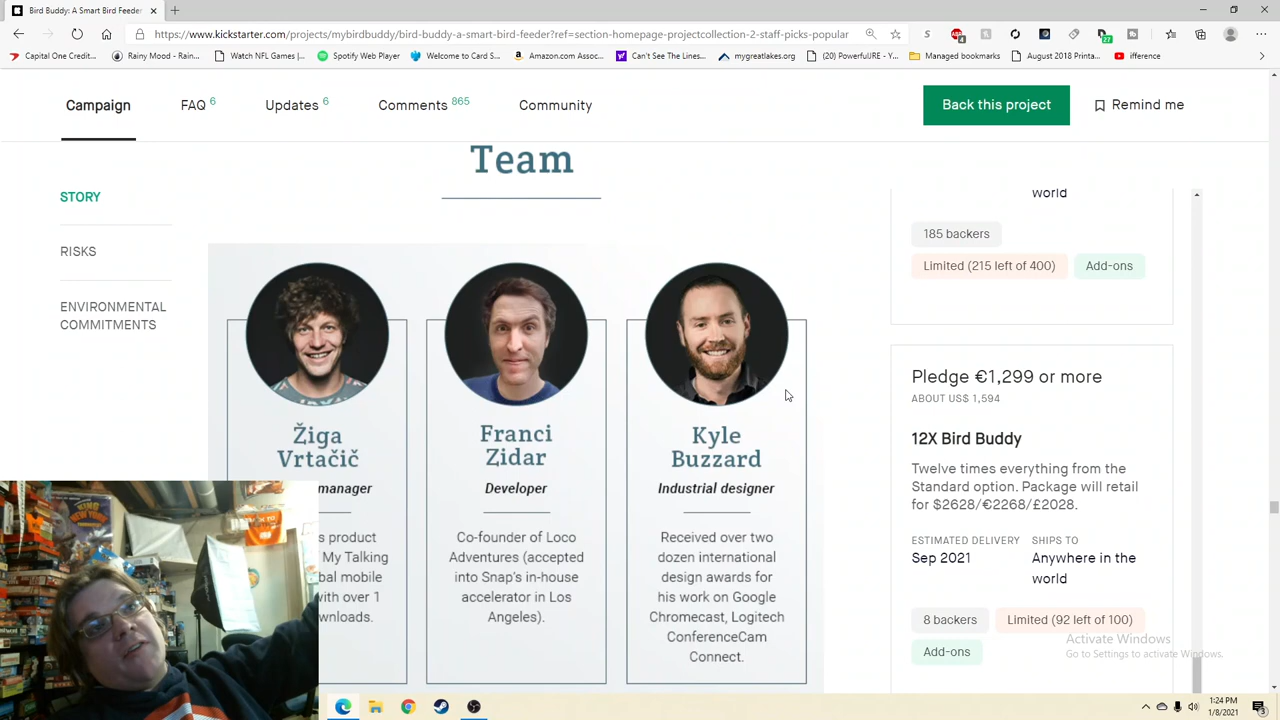 Bird Buddy: A Smart Bird Feeder
https://www.kickstarter.com/projects/mybirdbuddy/bird-buddy-a-smart-bird-feeder?ref=section-homepage-projectcollection-2-staff-picks-popular
Capital One Credit...
Rainy Mood - Rain...
Watch NFL Games |...
Spotify Web Player
Welcome to Card S...
Amazon.com Assoc...
Can't See The Lines...
mygreatlakes.org
(20) PowerfulJRE - Y...
Managed bookmarks
August 2018 Printa...
ifference
Campaign
FAQ 6
Updates 6
Comments 865
Community
Back this project
Remind me
STORY
RISKS
ENVIRONMENTAL
COMMITMENTS
Team
Žiga
Vrtačič
manager
s product
My Talking
bal mobile
with over 1
wnloads.
Franci
Zidar
Developer
Co-founder of Loco
Adventures (accepted
into Snap's in-house
accelerator in Los
Angeles).
Kyle
Buzzard
Industrial designer
Received over two
dozen international
design awards for
his work on Google
Chromecast, Logitech
ConferenceCam
Connect.
world
185 backers
Limited (215 left of 400)
Add-ons
Pledge €1,299 or more
ABOUT US$ 1,594
12X Bird Buddy
Twelve times everything from the
Standard option. Package will retail
for $2628/€2268/£2028.
ESTIMATED DELIVERY
Sep 2021
SHIPS TO
Anywhere in the
world
8 backers
Limited (92 left of 100)
Add-ons
Activate Windows
Go to Settings to activate Windows.
KING
NEW YORK
1:24 PM
1/8/2021